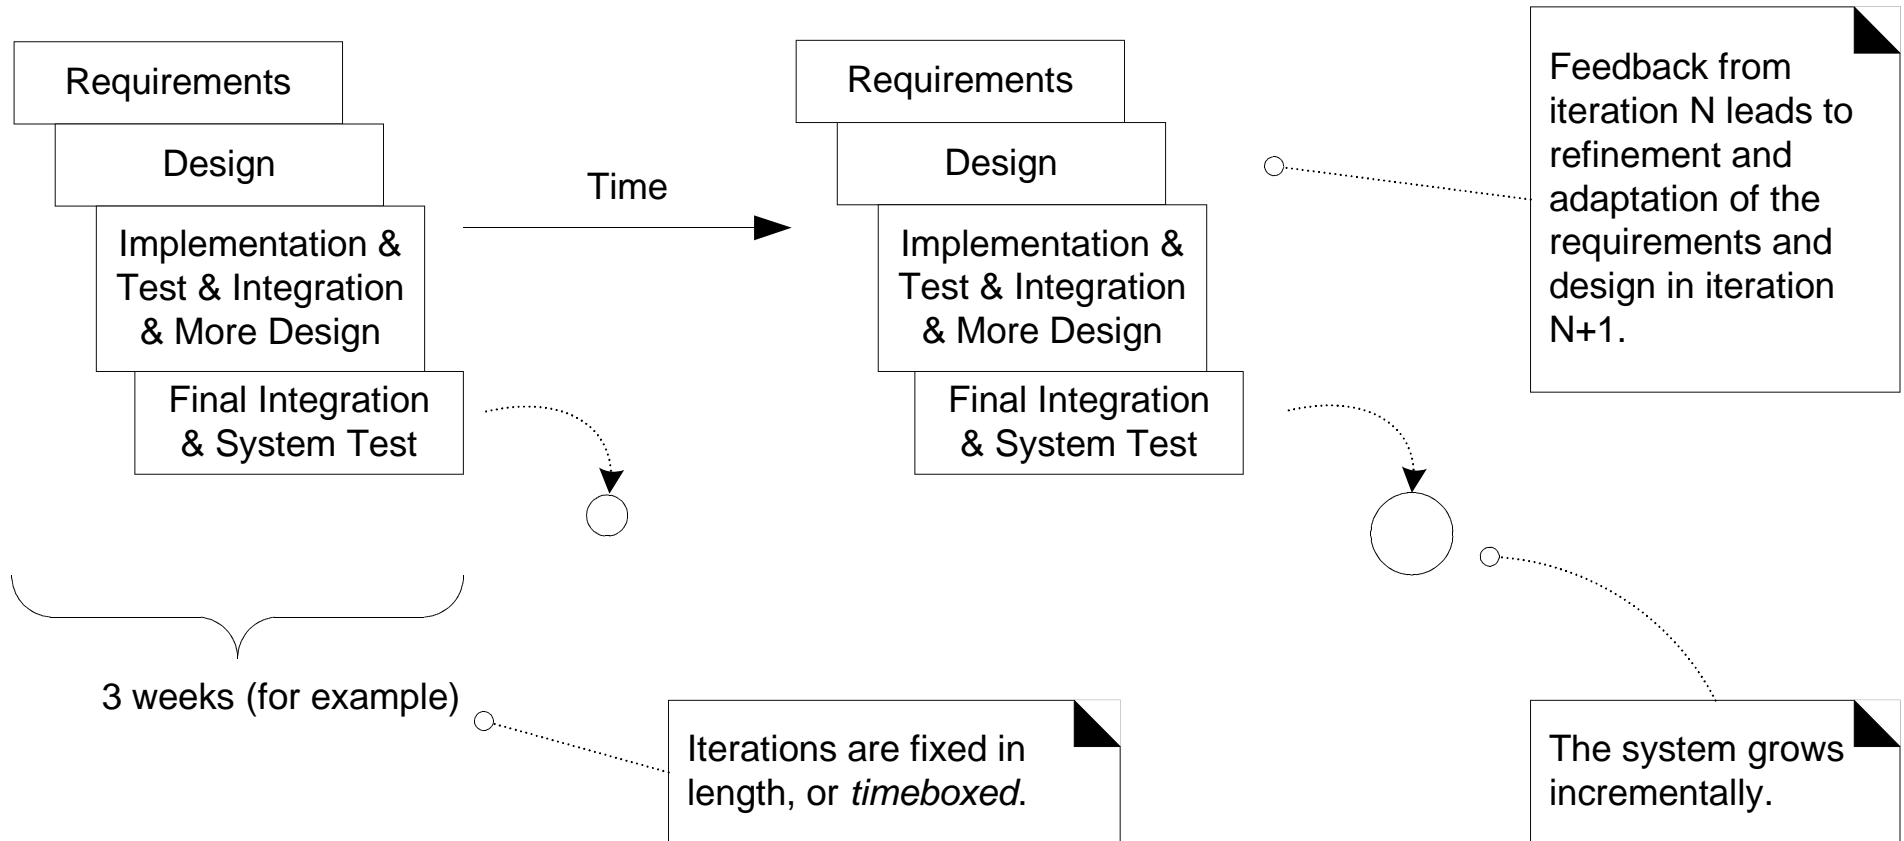 Requirements
Design
Implementation &
Test & Integration
& More Design
Final Integration
& System Test
Time
Requirements
Design
Implementation &
Test & Integration
& More Design
Final Integration
& System Test
Feedback from
iteration N leads to
refinement and
adaptation of the
requirements and
design in iteration
N+1.
3 weeks (for example)
Iterations are fixed in
length, or timeboxed.
The system grows
incrementally.